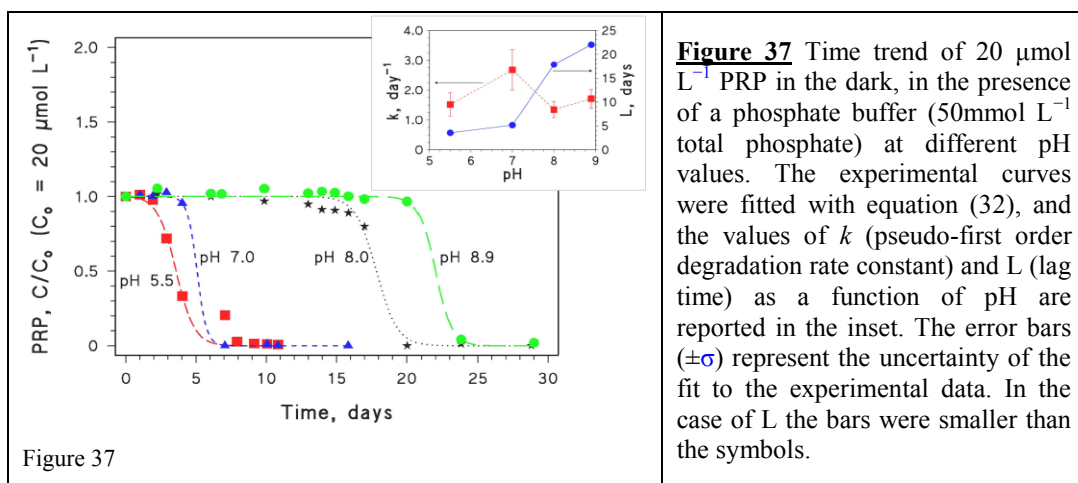 PRP, C/C₀ (C₀ = 20 μmol L⁻¹)
2.0
1.5
1.0
0.5
0
0
5
10
15
20
25
30
Time, days
pH 5.5
pH 7.0
pH 8.0
pH 8.9
k, day⁻¹
4.0
3.0
2.0
1.0
0.0
5
6
7
8
9
pH
25
20
15
10
5
0
L, days
Figure 37
Figure 37 Time trend of 20 μmol
L⁻¹ PRP in the dark, in the presence
of a phosphate buffer (50mmol L⁻¹
total phosphate) at different pH
values. The experimental curves
were fitted with equation (32), and
the values of k (pseudo-first order
degradation rate constant) and L (lag
time) as a function of pH are
reported in the inset. The error bars
(±σ) represent the uncertainty of the
fit to the experimental data. In the
case of L the bars were smaller than
the symbols.